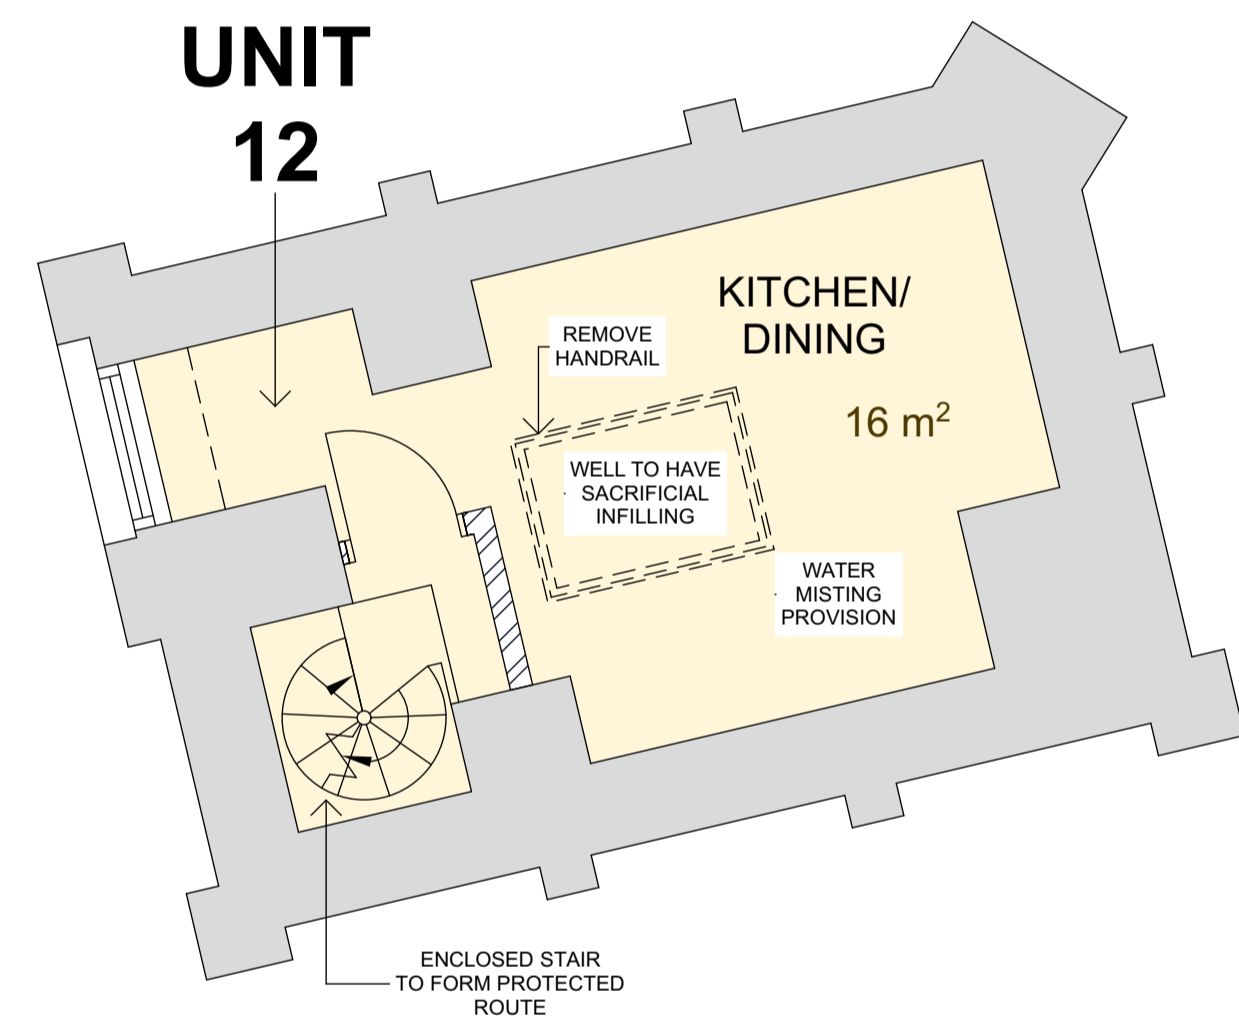 UNIT
12
KITCHEN/
DINING
16 m²
REMOVE
HANDRAIL
WELL TO HAVE
SACRIFICIAL
INFILLING
WATER
MISTING
PROVISION
ENCLOSED STAIR
TO FORM PROTECTED
ROUTE